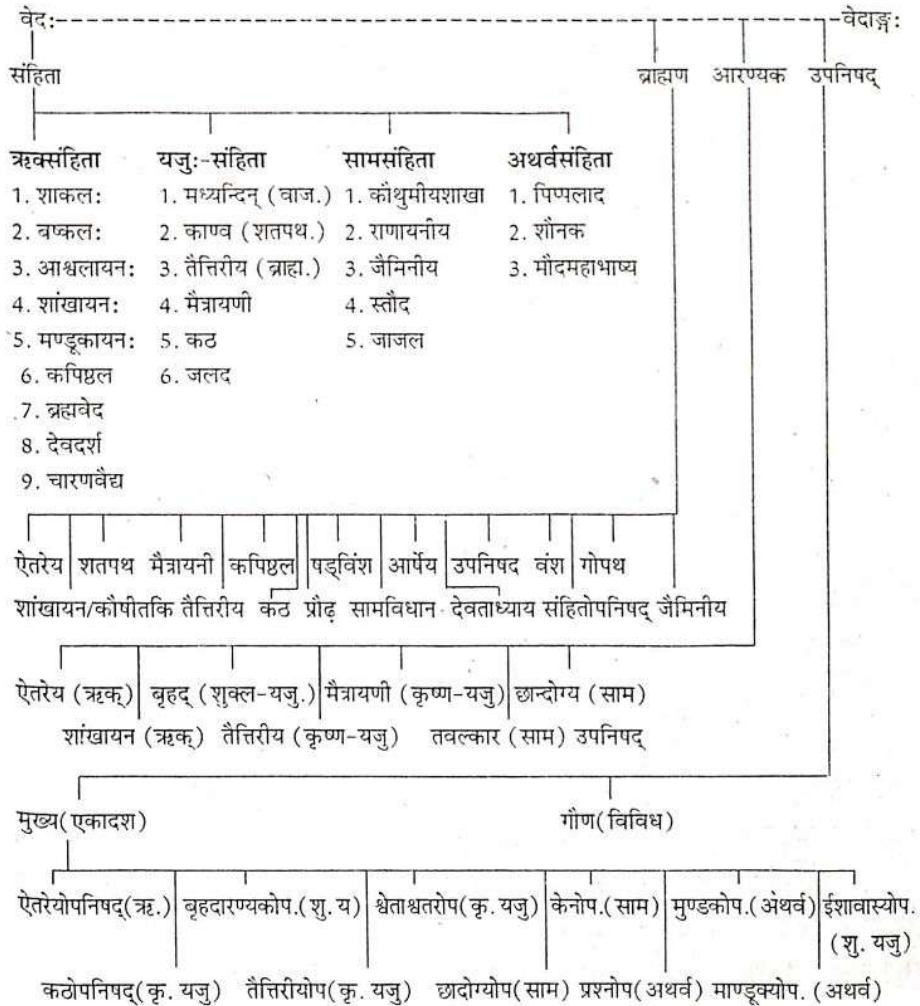 वेद: वेदाङ्ग:
संहिता ब्राह्मण आरण्यक उपनिषद्
ऋक्संहिता यजु:-संहिता सामसंहिता अथर्वसंहिता
1. शाकल: 1. मध्यन्दिन् (वाज.) 1. कौथुमीयशाखा 1. पिप्पलाद
2. बष्कल: 2. काण्व (शतपथ.) 2. राणायनीय 2. शौनक
3. आश्वलायन: 3. तैत्तिरीय (ब्राह्म.) 3. जैमिनीय 3. मौदमहाभाष्य
4. शांखायन: 4. मैत्रायणी 4. स्तौद
5. मण्डूकायन: 5. कठ 5. जाजल
6. कपिष्ठल 6. जलद
7. ब्रह्मवेद
8. देवदर्श
9. चारणवैद्य
ऐतरेय शतपथ मैत्रायनी कपिष्ठल षड्विंश आर्षेय उपनिषद वंश गोपथ
शांखायन/कौषीतकि तैत्तिरीय कठ प्रौढ़ सामविधान देवताध्याय संहितोपनिषद् जैमिनीय
ऐतरेय (ऋक्) बृहद् (शुक्ल-यजु.) मैत्रायणी (कृष्ण-यजु) छान्दोग्य (साम)
शांखायन (ऋक्) तैत्तिरीय (कृष्ण-यजु) तवल्कार (साम) उपनिषद्
मुख्य(एकादश) गौण(विविध)
ऐतरेयोपनिषद्(ऋ.) बृहदारण्यकोप.(शु.य) श्वेताश्वतरोप(कृ.यजु) केनोप.(साम) मुण्डकोप.(अथर्व) ईशावास्योप.
(शु. यजु)
कठोपनिषद्(कृ. यजु) तैत्तिरीयोप(कृ. यजु) छादोग्योप(साम) प्रश्नोप(अथर्व) माण्डूक्योप. (अथर्व)